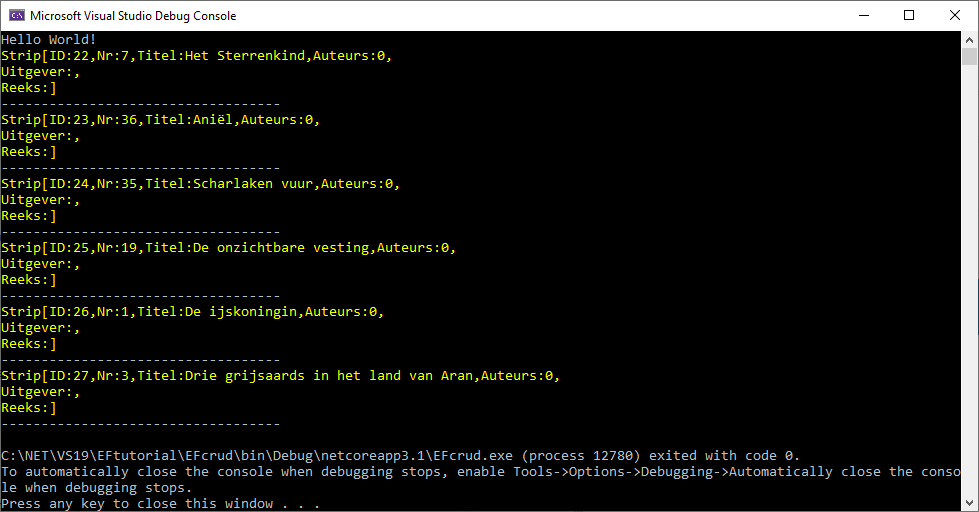 Microsoft Visual Studio Debug Console
Hello World!
Strip[ID:22,Nr:7,Titel:Het Sterrenkind,Auteurs:0,
Uitgever:,
Reeks:]
-----------------------------------
Strip[ID:23,Nr:36,Titel:Aniël,Auteurs:0,
Uitgever:,
Reeks:]
-----------------------------------
Strip[ID:24,Nr:35,Titel:Scharlaken vuur,Auteurs:0,
Uitgever:,
Reeks:]
-----------------------------------
Strip[ID:25,Nr:19,Titel:De onzichtbare vesting,Auteurs:0,
Uitgever:,
Reeks:]
-----------------------------------
Strip[ID:26,Nr:1,Titel:De ijskoningin,Auteurs:0,
Uitgever:,
Reeks:]
-----------------------------------
Strip[ID:27,Nr:3,Titel:Drie grijsaards in het land van Aran,Auteurs:0,
Uitgever:,
Reeks:]
-----------------------------------
C:\NET\VS19\EFtutorial\EFcrud\bin\Debug\netcoreapp3.1\EFcrud.exe (process 12780) exited with code 0.
To automatically close the console when debugging stops, enable Tools->Options->Debugging->Automatically close the conso
le when debugging stops.
Press any key to close this window . . .